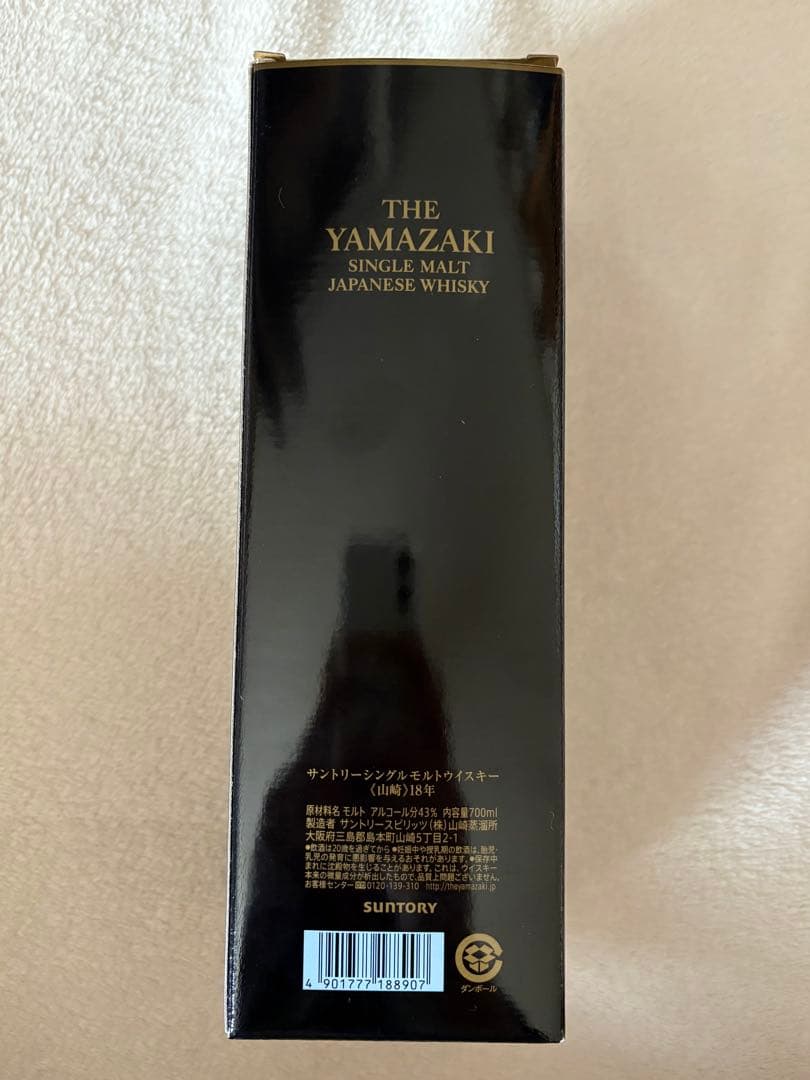 THE
YAMAZAKI
SINGLE MALT
JAPANESE WHISKY
サントリーシングルモルトウイスキー
《山崎》18年
原材料名 モルト アルコール分43% 内容量700ml
製造者 サントリースピリッツ(株)山崎蒸溜所
大阪府三島郡島本町山崎5丁目2-1
●飲酒は20歳を過ぎてから ●妊娠中や授乳期の飲酒は、胎児・
乳児の発育に悪影響を与えるおそれがあります。●保存中
まれに沈殿物を生じることがあります。これは、ウイスキー
本来の微量成分が析出したもので、品質上問題ございません。
お客様センター 0120-139-310 http://theyamazaki.jp
SUNTORY
4 901777 188907
ダンボール